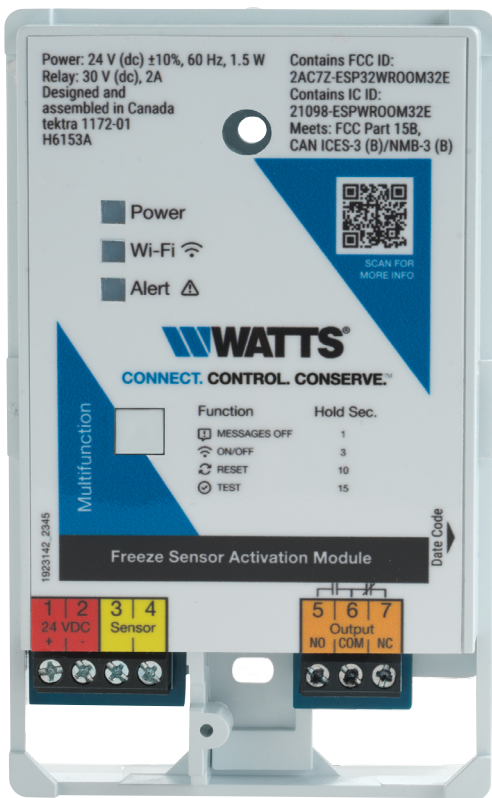 Power: 24 V (dc) ±10%, 60 Hz, 1.5 W
Relay: 30 V (dc), 2A
Designed and
assembled in Canada
tektra 1172-01
H6153A
Contains FCC ID:
2AC7Z-ESP32WROOM32E
Contains IC ID:
21098-ESPWROOM32E
Meets: FCC Part 15B,
CAN ICES-3 (B)/NMB-3 (B)
SCAN FOR
MORE INFO
Power
Wi-Fi
Alert
WATTS®
CONNECT. CONTROL. CONSERVE.™
Multifunction
Function Hold Sec.
MESSAGES OFF 1
ON/OFF 3
RESET 10
TEST 15
1923142_2345
Date Code
Freeze Sensor Activation Module
1 2 3 4
24 VDC Sensor
+ -
5 6 7
Output
NO COM NC